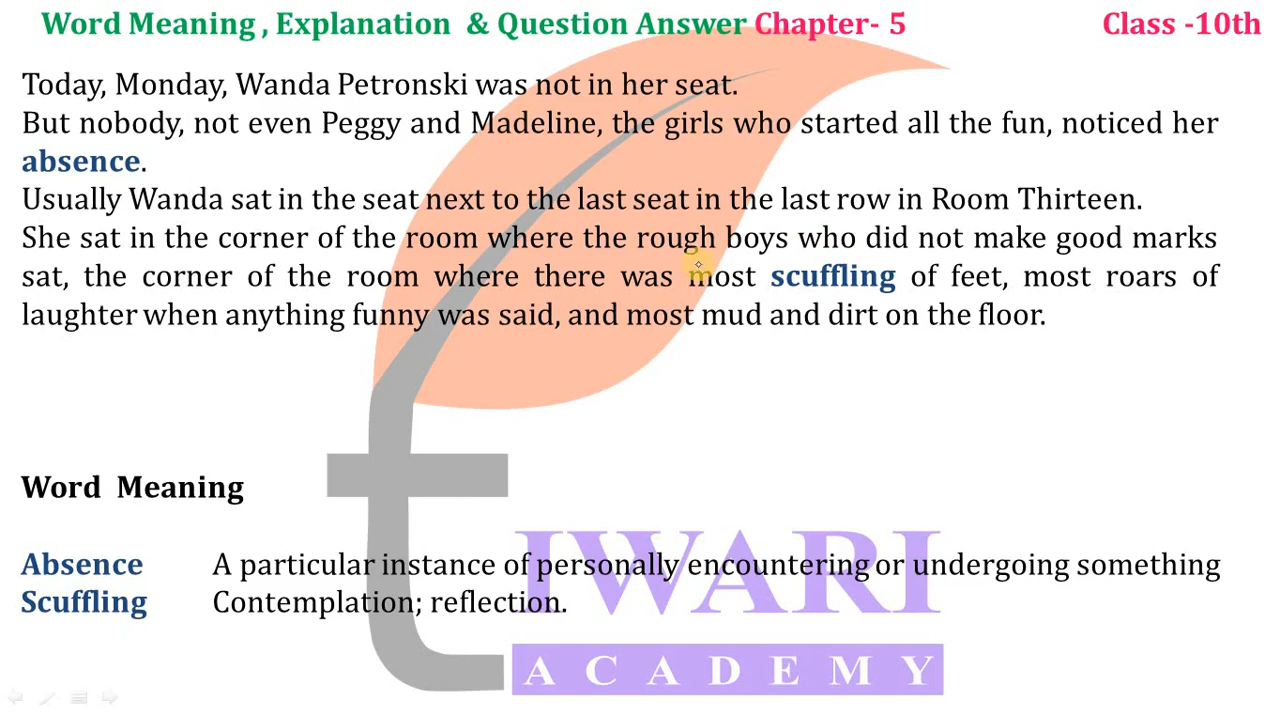 Word Meaning , Explanation & Question Answer Chapter- 5 Class -10th
Today, Monday, Wanda Petronski was not in her seat.
But nobody, not even Peggy and Madeline, the girls who started all the fun, noticed her
absence.
Usually Wanda sat in the seat next to the last seat in the last row in Room Thirteen.
She sat in the corner of the room where the rough boys who did not make good marks
sat, the corner of the room where there was most scuffling of feet, most roars of
laughter when anything funny was said, and most mud and dirt on the floor.
Word Meaning
Absence A particular instance of personally encountering or undergoing something
Scuffling Contemplation; reflection.
tIWARI
ACADEMY